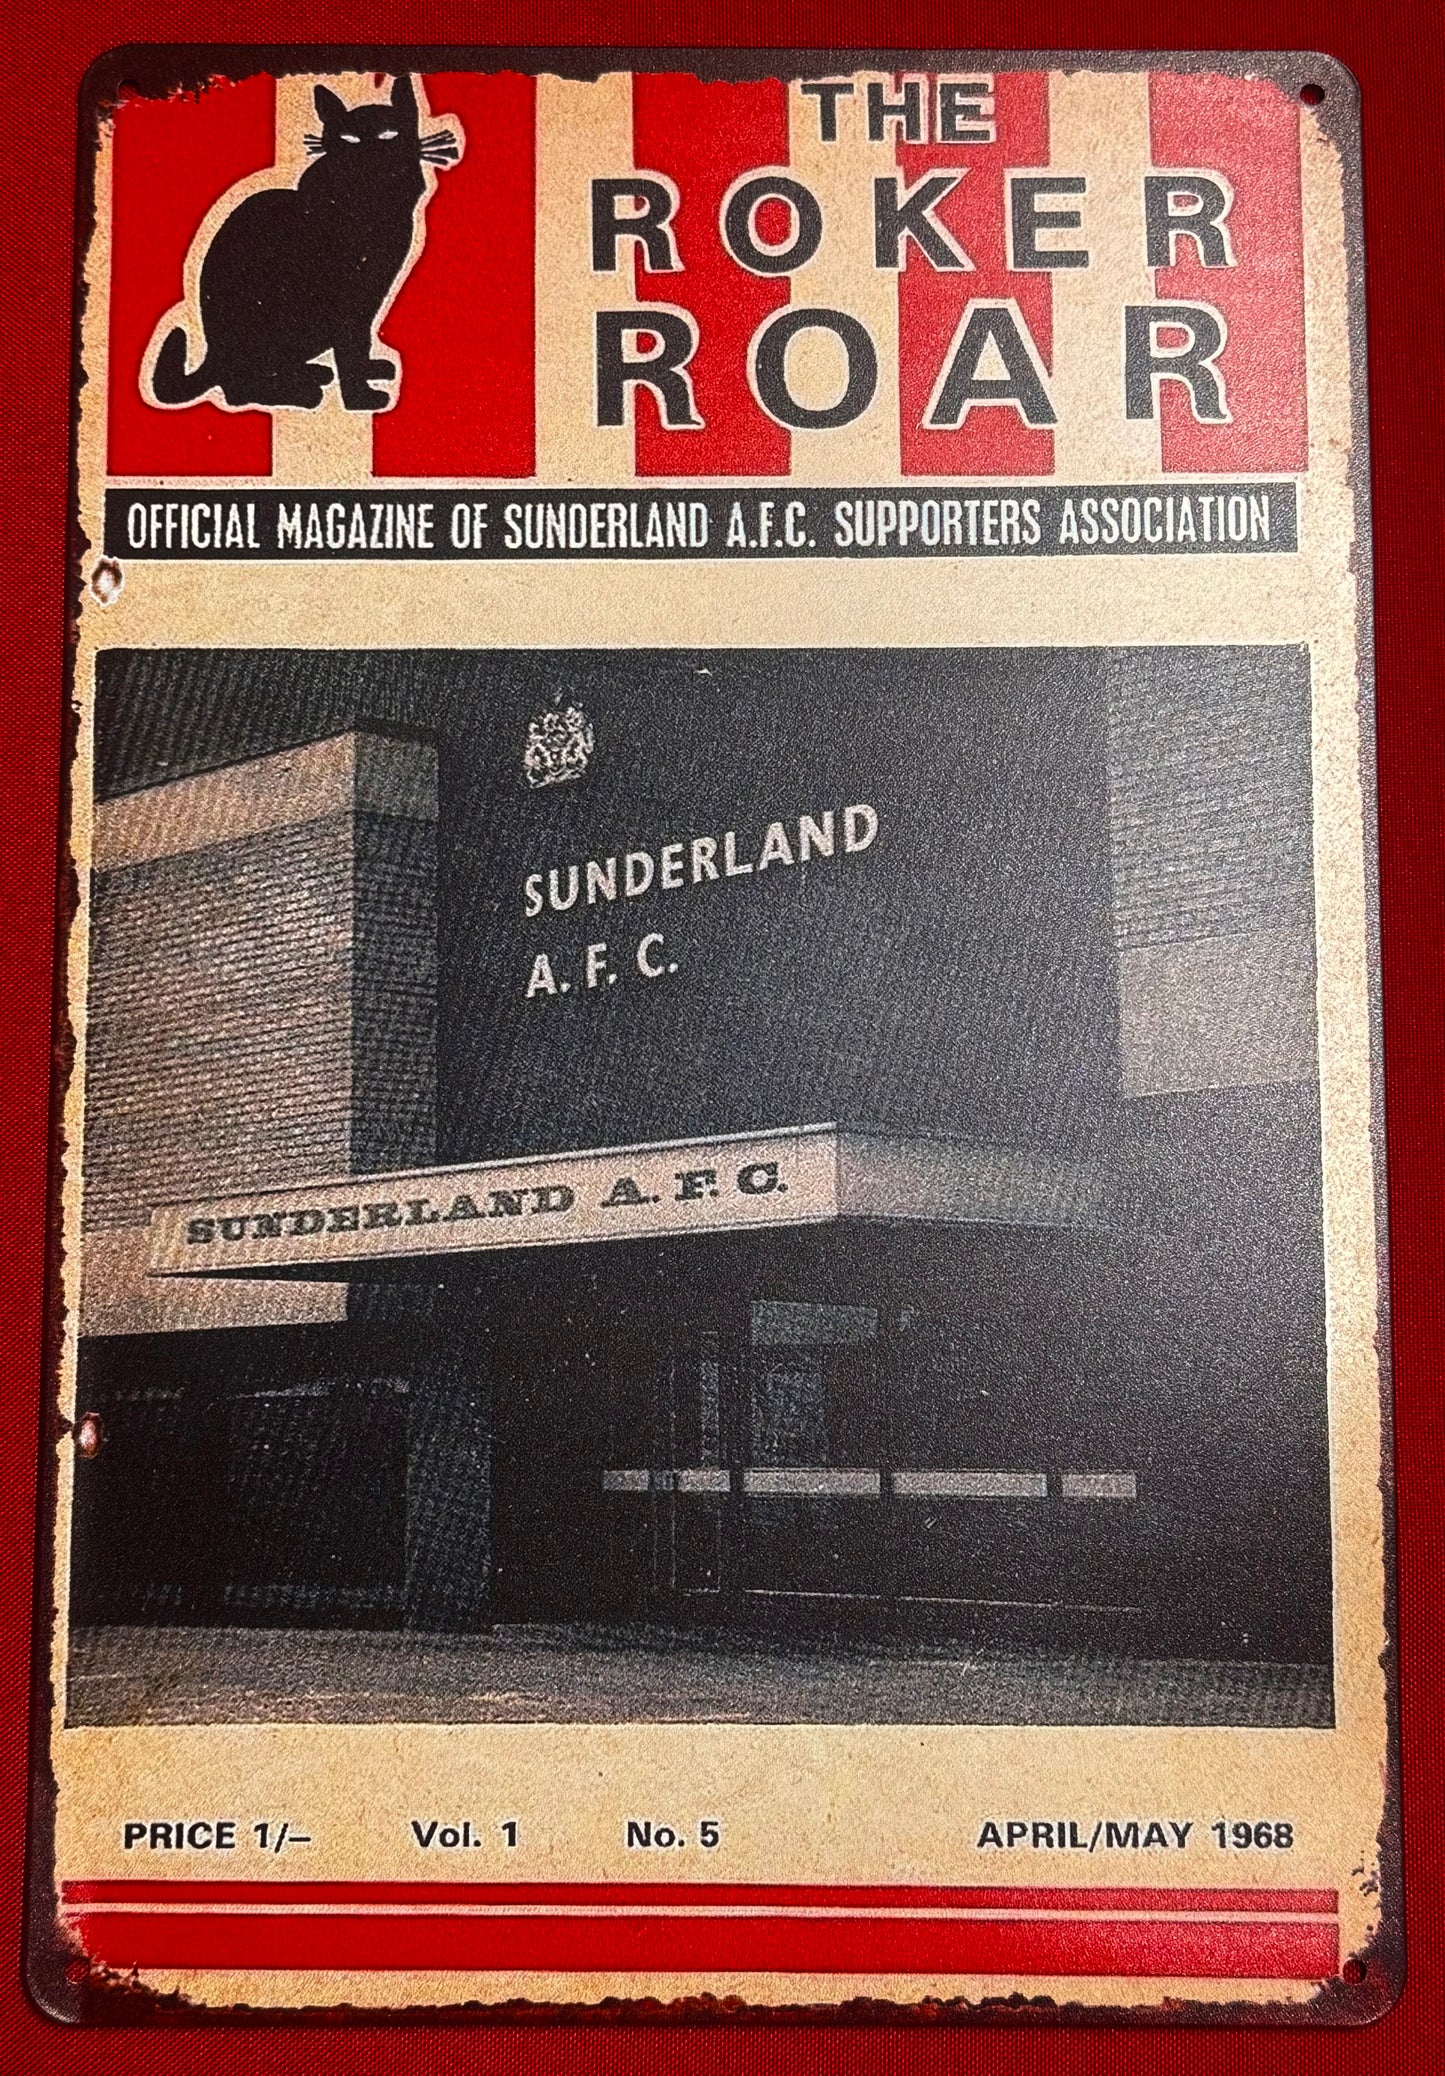 THE
ROKER
ROAR
OFFICIAL MAGAZINE OF SUNDERLAND A.F.C. SUPPORTERS ASSOCIATION
SUNDERLAND
A. F. C.
SUNDERLAND A. F. C.
PRICE 1/– Vol. 1 No. 5 APRIL/MAY 1968